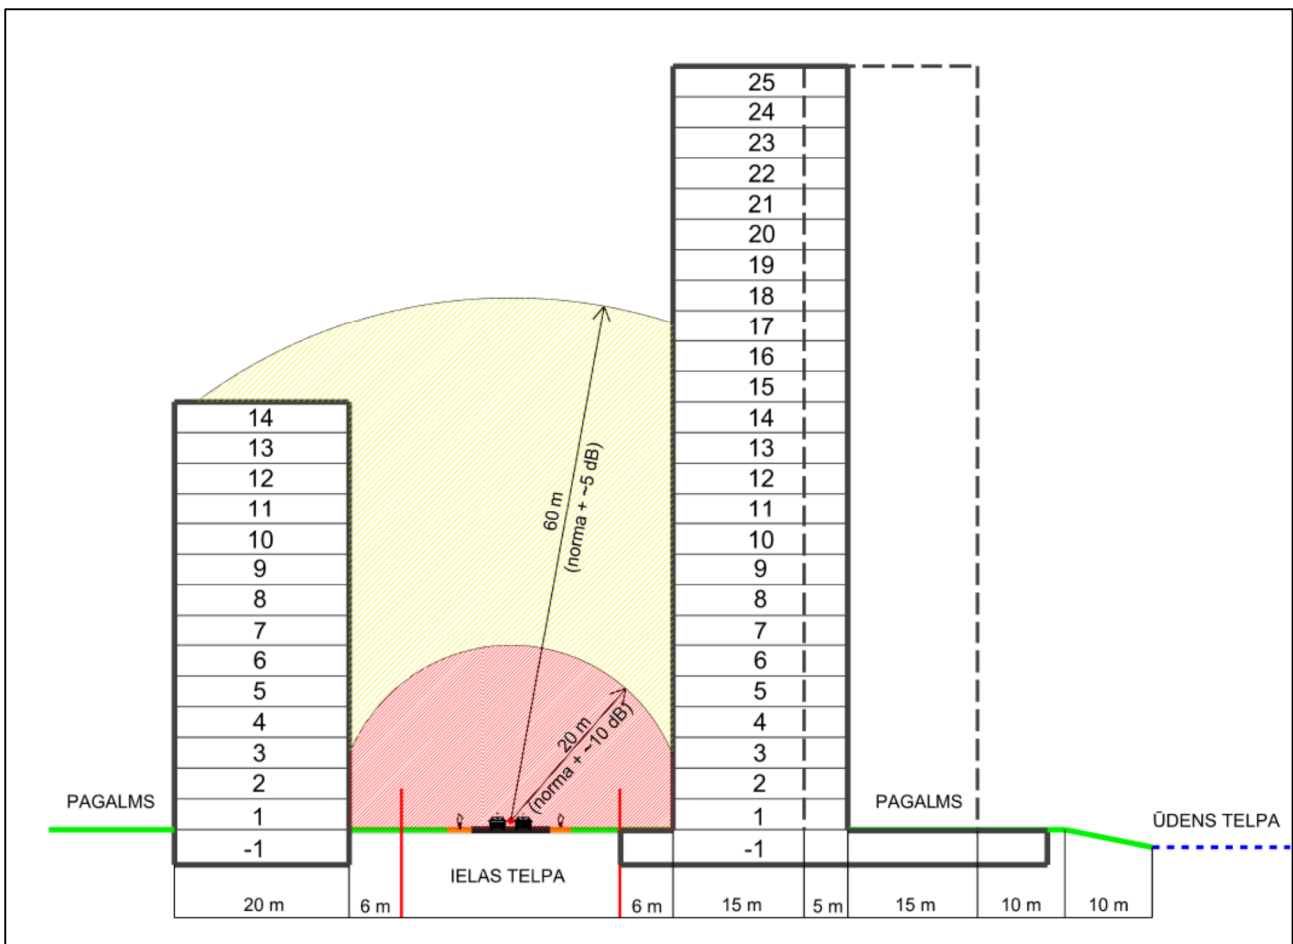 25
24
23
22
21
20
19
18
17
16
15
14 14
13 13
12 12
11 11
10 10
9 9
8 8
7 7
6 6
5 5
4 4
3 3
2 2
1 1
-1 -1
60 m
(norma + ~5 dB)
20 m
(norma + ~10 dB)
PAGALMS
PAGALMS
ŪDENS TELPA
IELAS TELPA
20 m 6 m 6 m 15 m 5 m 15 m 10 m 10 m